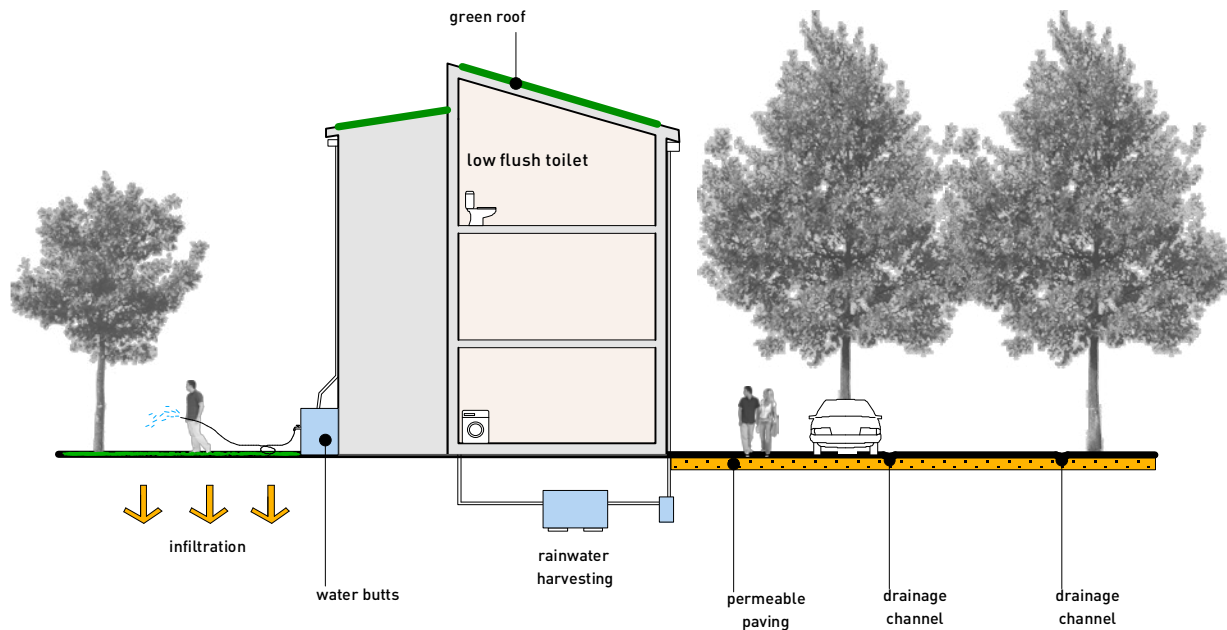 green roof
low flush toilet
infiltration
water butts
rainwater
harvesting
permeable
paving
drainage
channel
drainage
channel